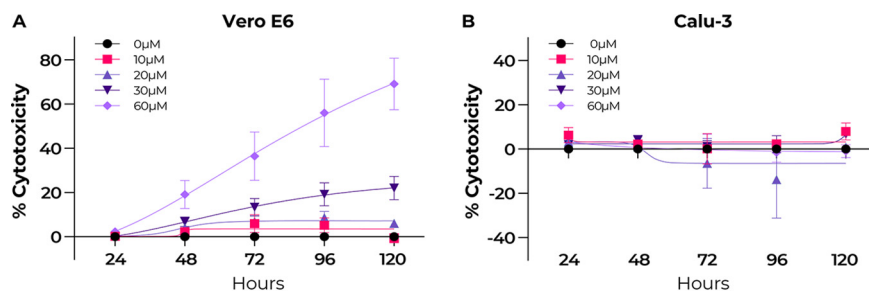 A
Vero E6
% Cytotoxicity
80
60
40
20
0
0µM
10µM
20µM
30µM
60µM
24
48
72
96
120
Hours
B
Calu-3
% Cytotoxicity
40
20
0
-20
-40
0µM
10µM
20µM
30µM
60µM
24
48
72
96
120
Hours